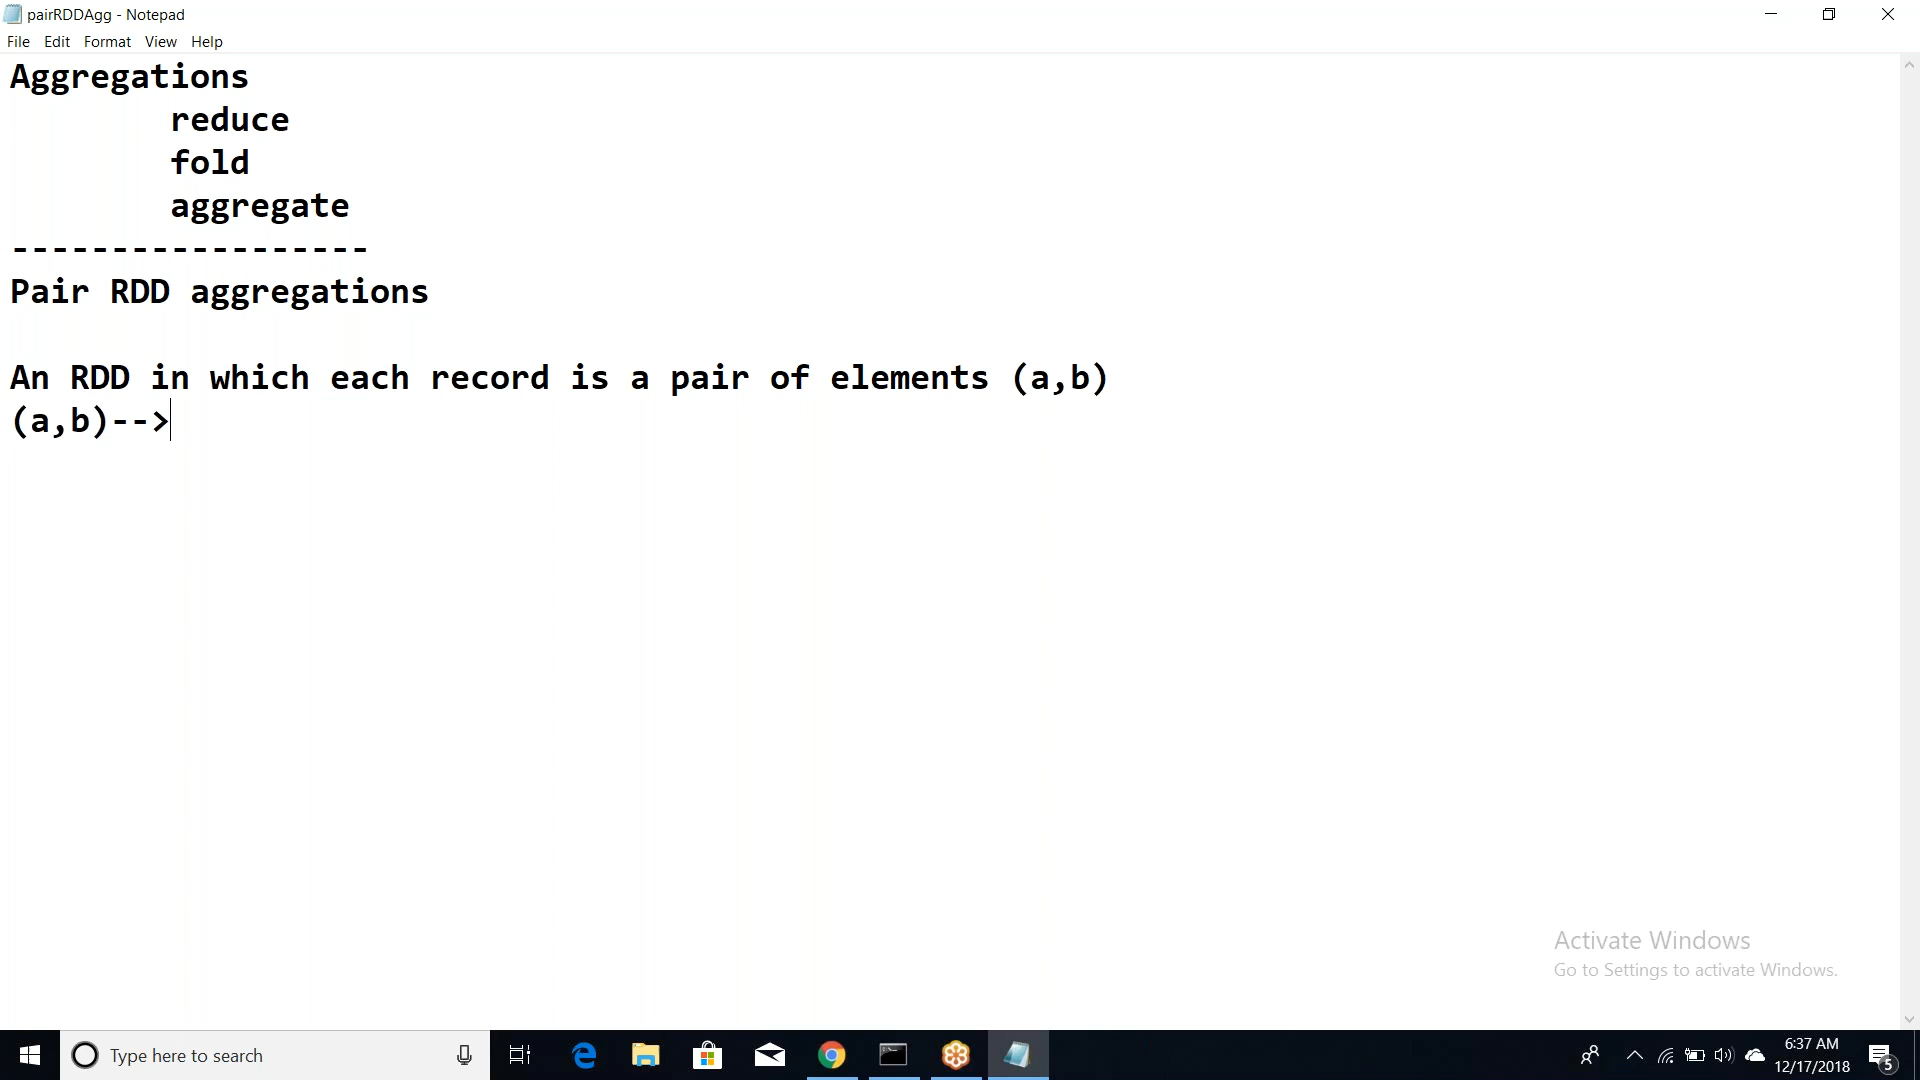 pairRDDAgg - Notepad
File Edit Format View Help
Aggregations
reduce
fold
aggregate
------------------
Pair RDD aggregations
An RDD in which each record is a pair of elements (a,b)
(a,b)-->
Activate Windows
Go to Settings to activate Windows.
Type here to search
6:37 AM
12/17/2018
5